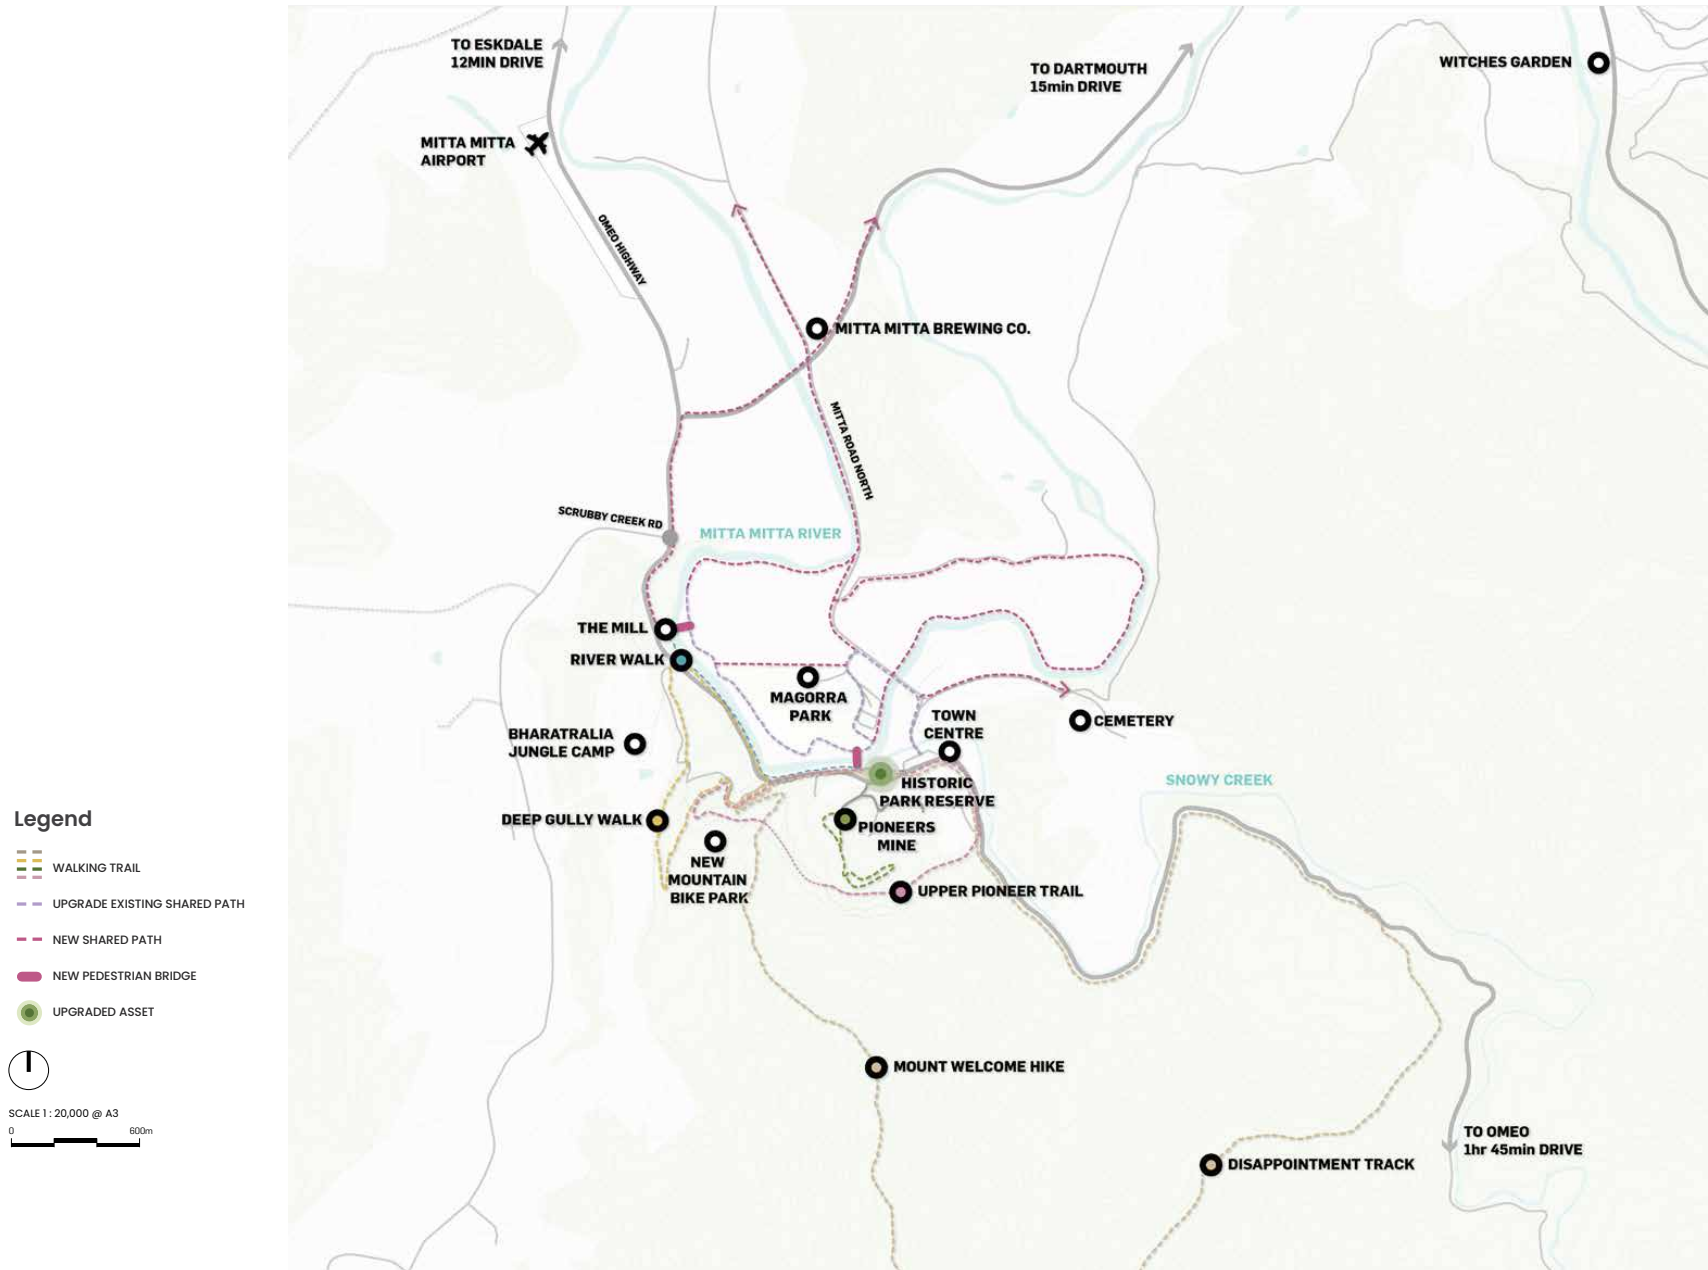 TO ESKDALE
12MIN DRIVE
TO DARTMOUTH
15min DRIVE
WITCHES GARDEN
MITTA MITTA
AIRPORT
OMEO HIGHWAY
MITTA MITTA BREWING CO.
MITTA ROAD NORTH
SCRUBBY CREEK RD
MITTA MITTA RIVER
THE MILL
RIVER WALK
MAGORRA
PARK
TOWN
CENTRE
CEMETERY
BHARATRALIA
JUNGLE CAMP
SNOWY CREEK
HISTORIC
PARK RESERVE
DEEP GULLY WALK
PIONEERS
MINE
NEW
MOUNTAIN
BIKE PARK
UPPER PIONEER TRAIL
MOUNT WELCOME HIKE
TO OMEO
1hr 45min DRIVE
DISAPPOINTMENT TRACK
Legend
WALKING TRAIL
UPGRADE EXISTING SHARED PATH
NEW SHARED PATH
NEW PEDESTRIAN BRIDGE
UPGRADED ASSET
SCALE 1 : 20,000 @ A3
0 600m